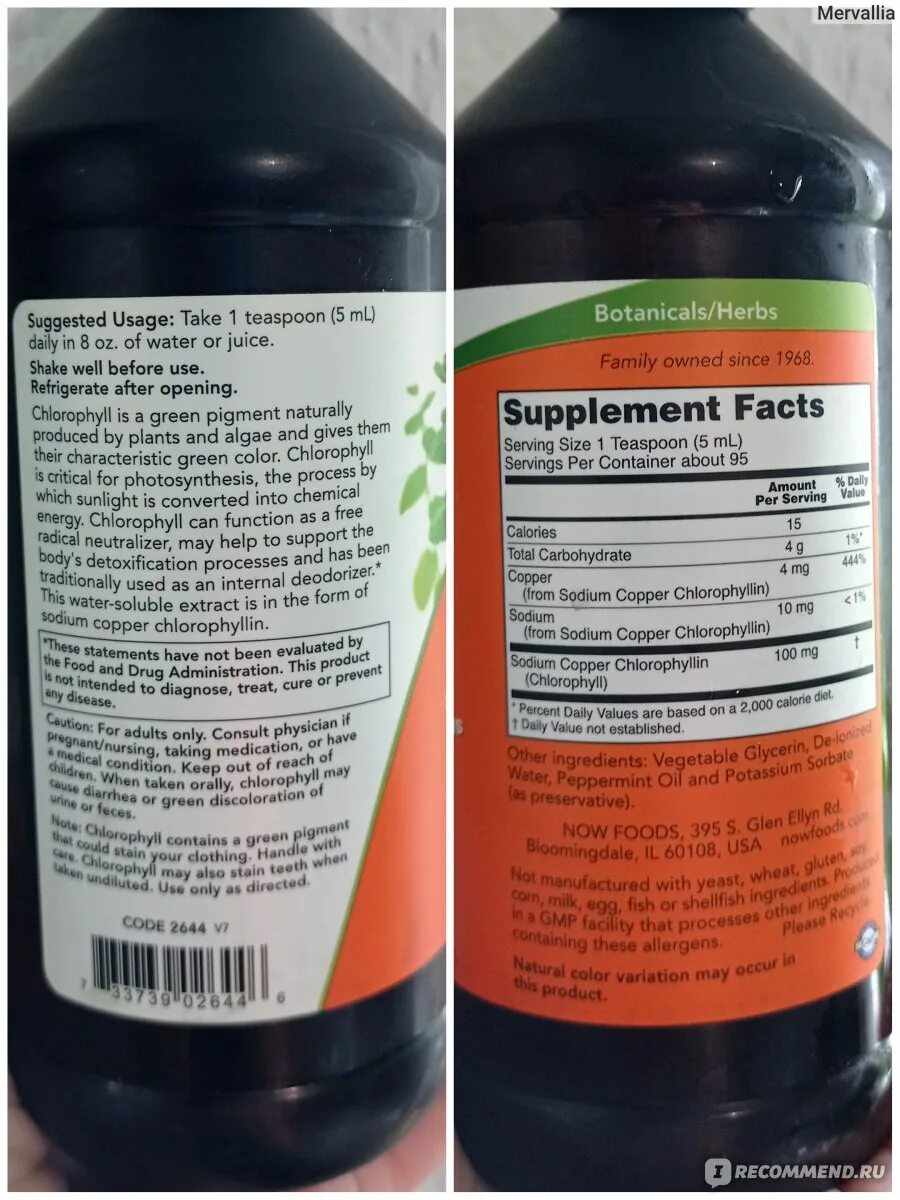 Mervallia
Suggested Usage: Take 1 teaspoon (5 mL)
daily in 8 oz. of water or juice.
Shake well before use.
Refrigerate after opening.
Chlorophyll is a green pigment naturally
produced by plants and algae and gives them
their characteristic green color. Chlorophyll
is critical for photosynthesis, the process by
which sunlight is converted into chemical
energy. Chlorophyll can function as a free
radical neutralizer, may help to support the
body's detoxification processes and has been
traditionally used as an internal deodorizer.*
This water-soluble extract is in the form of
sodium copper chlorophyllin.
*These statements have not been evaluated by
the Food and Drug Administration. This product
is not intended to diagnose, treat, cure or prevent
any disease.
Caution: For adults only. Consult physician if
pregnant/nursing, taking medication, or have
a medical condition. Keep out of reach of
children. When taken orally, chlorophyll may
cause diarrhea or green discoloration of
urine or feces.
Note: Chlorophyll contains a green pigment
that could stain your clothing. Handle with
care. Chlorophyll may also stain teeth when
taken undiluted. Use only as directed.
CODE 2644 V7
7 33739 02644 6
Botanicals/Herbs
Family owned since 1968.
Supplement Facts
Serving Size 1 Teaspoon (5 mL)
Servings Per Container about 95
Amount Per Serving % Daily Value
Calories 15
Total Carbohydrate 4 g 1%*
Copper 4 mg 444%
(from Sodium Copper Chlorophyllin)
Sodium 10 mg <1%
(from Sodium Copper Chlorophyllin)
Sodium Copper Chlorophyllin 100 mg †
(Chlorophyll)
* Percent Daily Values are based on a 2,000 calorie diet.
† Daily Value not established.
Other ingredients: Vegetable Glycerin, De-Ionized
Water, Peppermint Oil and Potassium Sorbate
(as preservative).
NOW FOODS, 395 S. Glen Ellyn Rd.
Bloomingdale, IL 60108, USA nowfoods.com
Not manufactured with yeast, wheat, gluten, soy,
corn, milk, egg, fish or shellfish ingredients. Produced
in a GMP facility that processes other ingredients
containing these allergens. Please Recycle.
Natural color variation may occur in
this product.
IRECOMMEND.RU